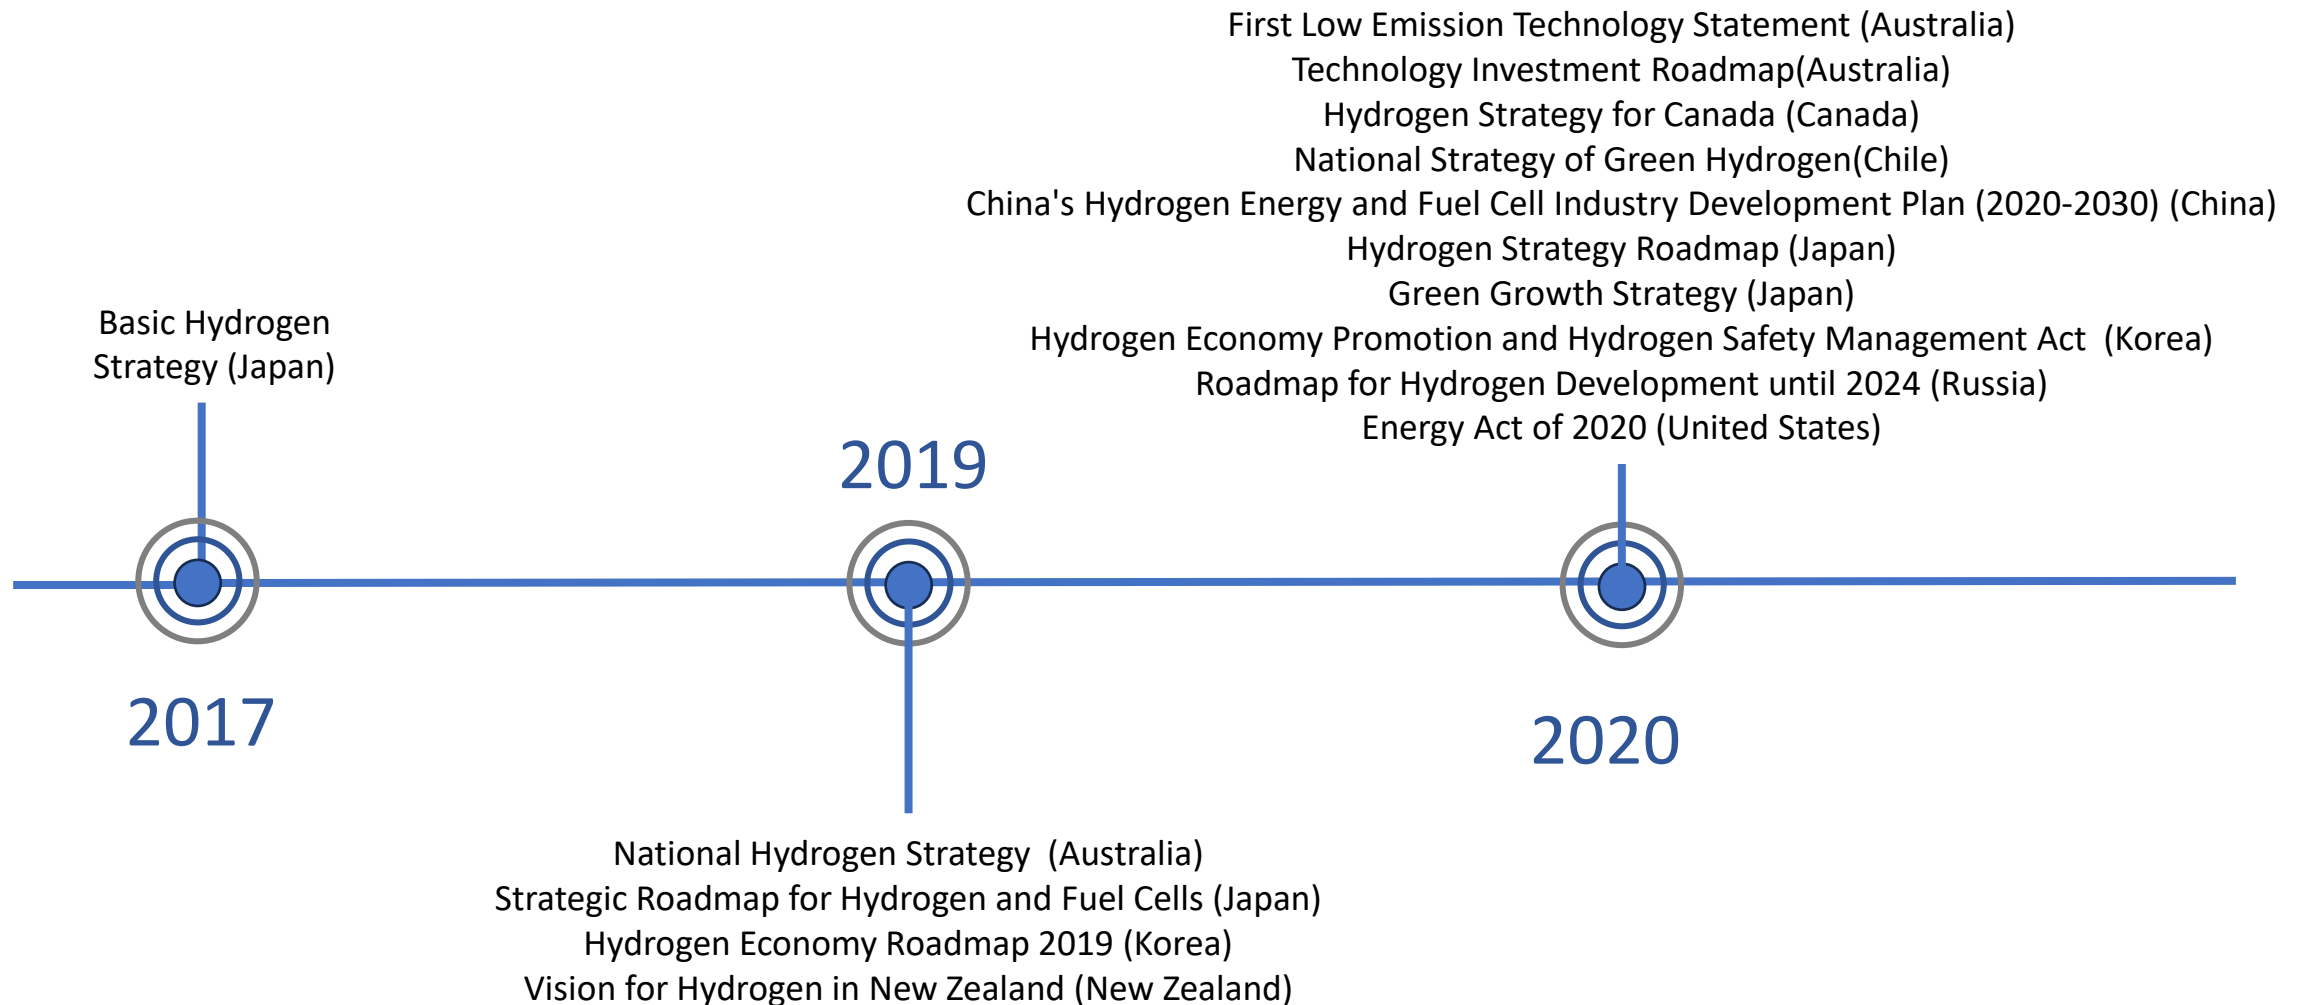 First Low Emission Technology Statement (Australia)
Technology Investment Roadmap(Australia)
Hydrogen Strategy for Canada (Canada)
National Strategy of Green Hydrogen(Chile)
China's Hydrogen Energy and Fuel Cell Industry Development Plan (2020-2030) (China)
Hydrogen Strategy Roadmap (Japan)
Green Growth Strategy (Japan)
Hydrogen Economy Promotion and Hydrogen Safety Management Act  (Korea)
Roadmap for Hydrogen Development until 2024 (Russia)
Energy Act of 2020 (United States)
Basic Hydrogen
Strategy (Japan)
2019
2017
2020
National Hydrogen Strategy  (Australia)
Strategic Roadmap for Hydrogen and Fuel Cells (Japan)
Hydrogen Economy Roadmap 2019 (Korea)
Vision for Hydrogen in New Zealand (New Zealand)